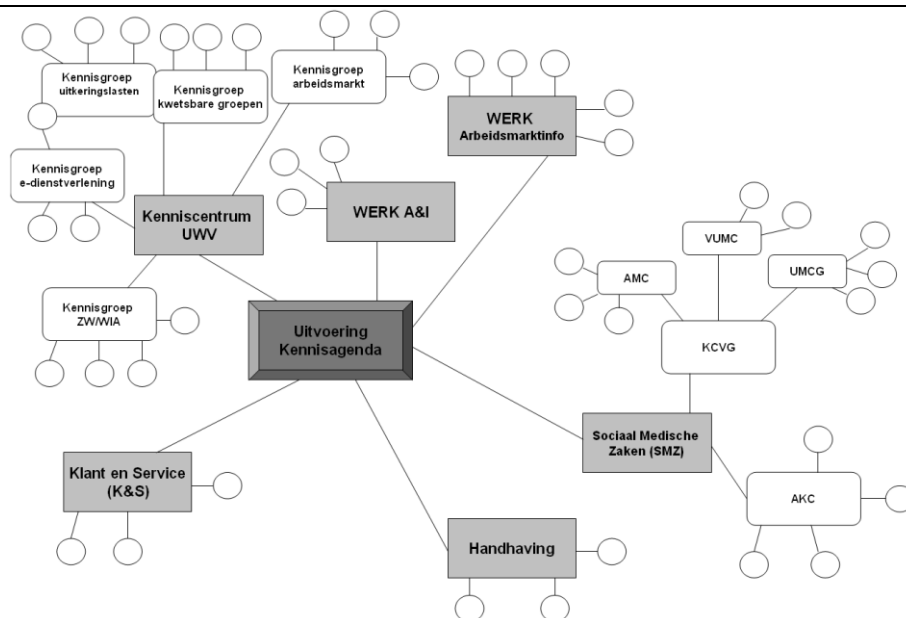 Kennisgroep
uitkeringslasten
Kennisgroep
kwetsbare groepen
Kennisgroep
arbeidsmarkt
WERK
Arbeidsmarktinfo
Kennisgroep
e-dienstverlening
Kenniscentrum
UWV
WERK A&I
VUMC
AMC
UMCG
Kennisgroep
ZW/WIA
Uitvoering
Kennisagenda
KCVG
Sociaal Medische
Zaken (SMZ)
Klant en Service
(K&S)
AKC
Handhaving